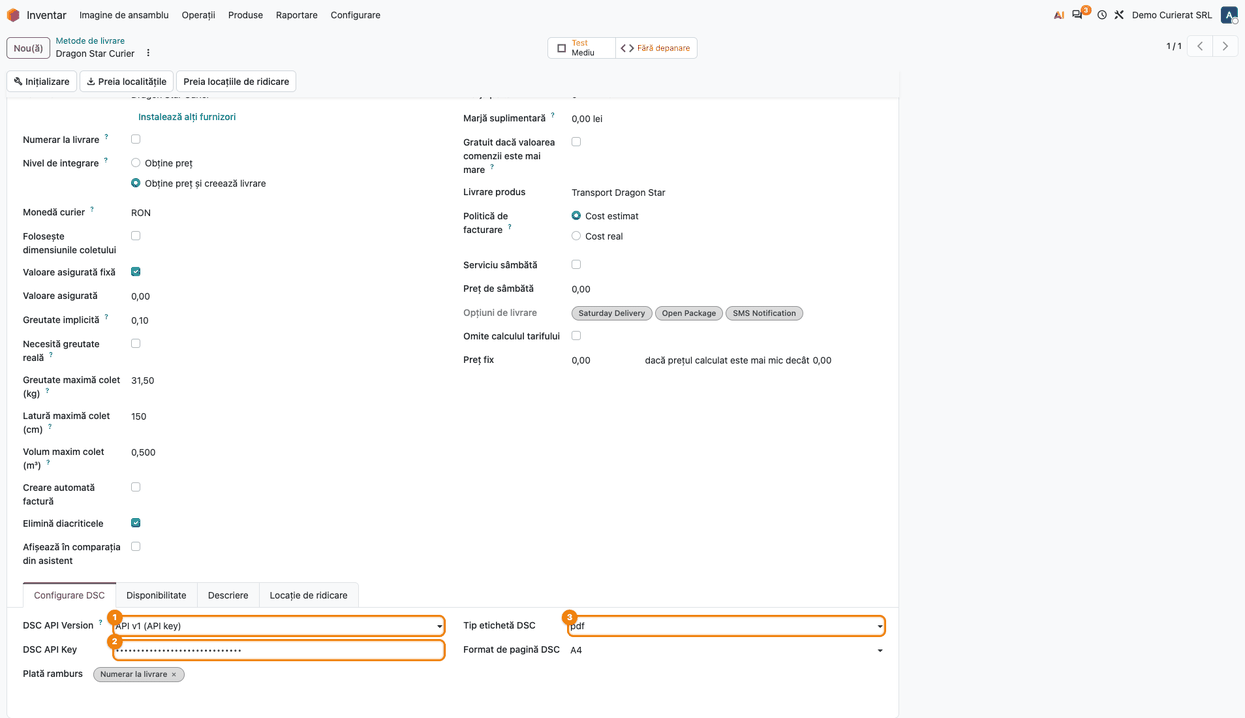 Inventar Imagine de ansamblu Operații Produse Raportare Configurare
AI 3 Demo Curierat SRL A
Nou(ă) Metode de livrare
Dragon Star Curier
Test
Mediu
Fără depanare
1 / 1
Inițializare Preia localitățile Preia locațiile de ridicare
Dragon Star Curier
Instalează alți furnizori
Marjă suplimentară ? 0,00 lei
Numerar la livrare ?
Gratuit dacă valoarea
comenzii este mai
mare ?
Nivel de integrare ? Obține preț
Obține preț și creează livrare
Livrare produs Transport Dragon Star
Monedă curier ? RON
Politică de
facturare ?
Cost estimat
Cost real
Folosește
dimensiunile coletului
Valoare asigurată fixă
Serviciu sâmbătă
Valoare asigurată 0,00
Preț de sâmbătă 0,00
Greutate implicită ? 0,10
Opțiuni de livrare Saturday Delivery Open Package SMS Notification
Necesită greutate
reală ?
Omite calculul tarifului
Preț fix 0,00 dacă prețul calculat este mai mic decât 0,00
Greutate maximă colet
(kg) ?
31,50
Latură maximă colet
(cm) ?
150
Volum maxim colet
(m³) ?
0,500
Creare automată
factură
Elimină diacriticele
Afișează în comparația
din asistent
Configurare DSC Disponibilitate Descriere Locație de ridicare
DSC API Version ? 1 API v1 (API key)
Tip etichetă DSC 3 pdf
DSC API Key 2 ••••••••••••••••••••••••••••••
Format de pagină DSC A4
Plată ramburs Numerar la livrare ×